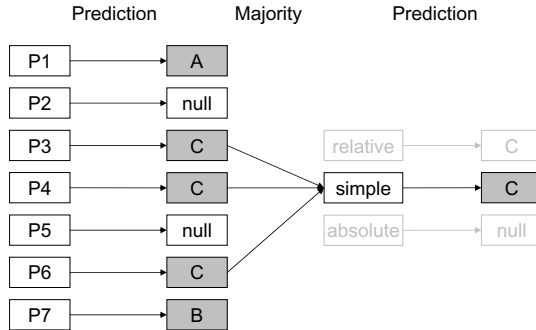 Prediction Majority Prediction
P1 A
P2 null
P3 C relative C
P4 C simple C
P5 null absolute null
P6 C
P7 B